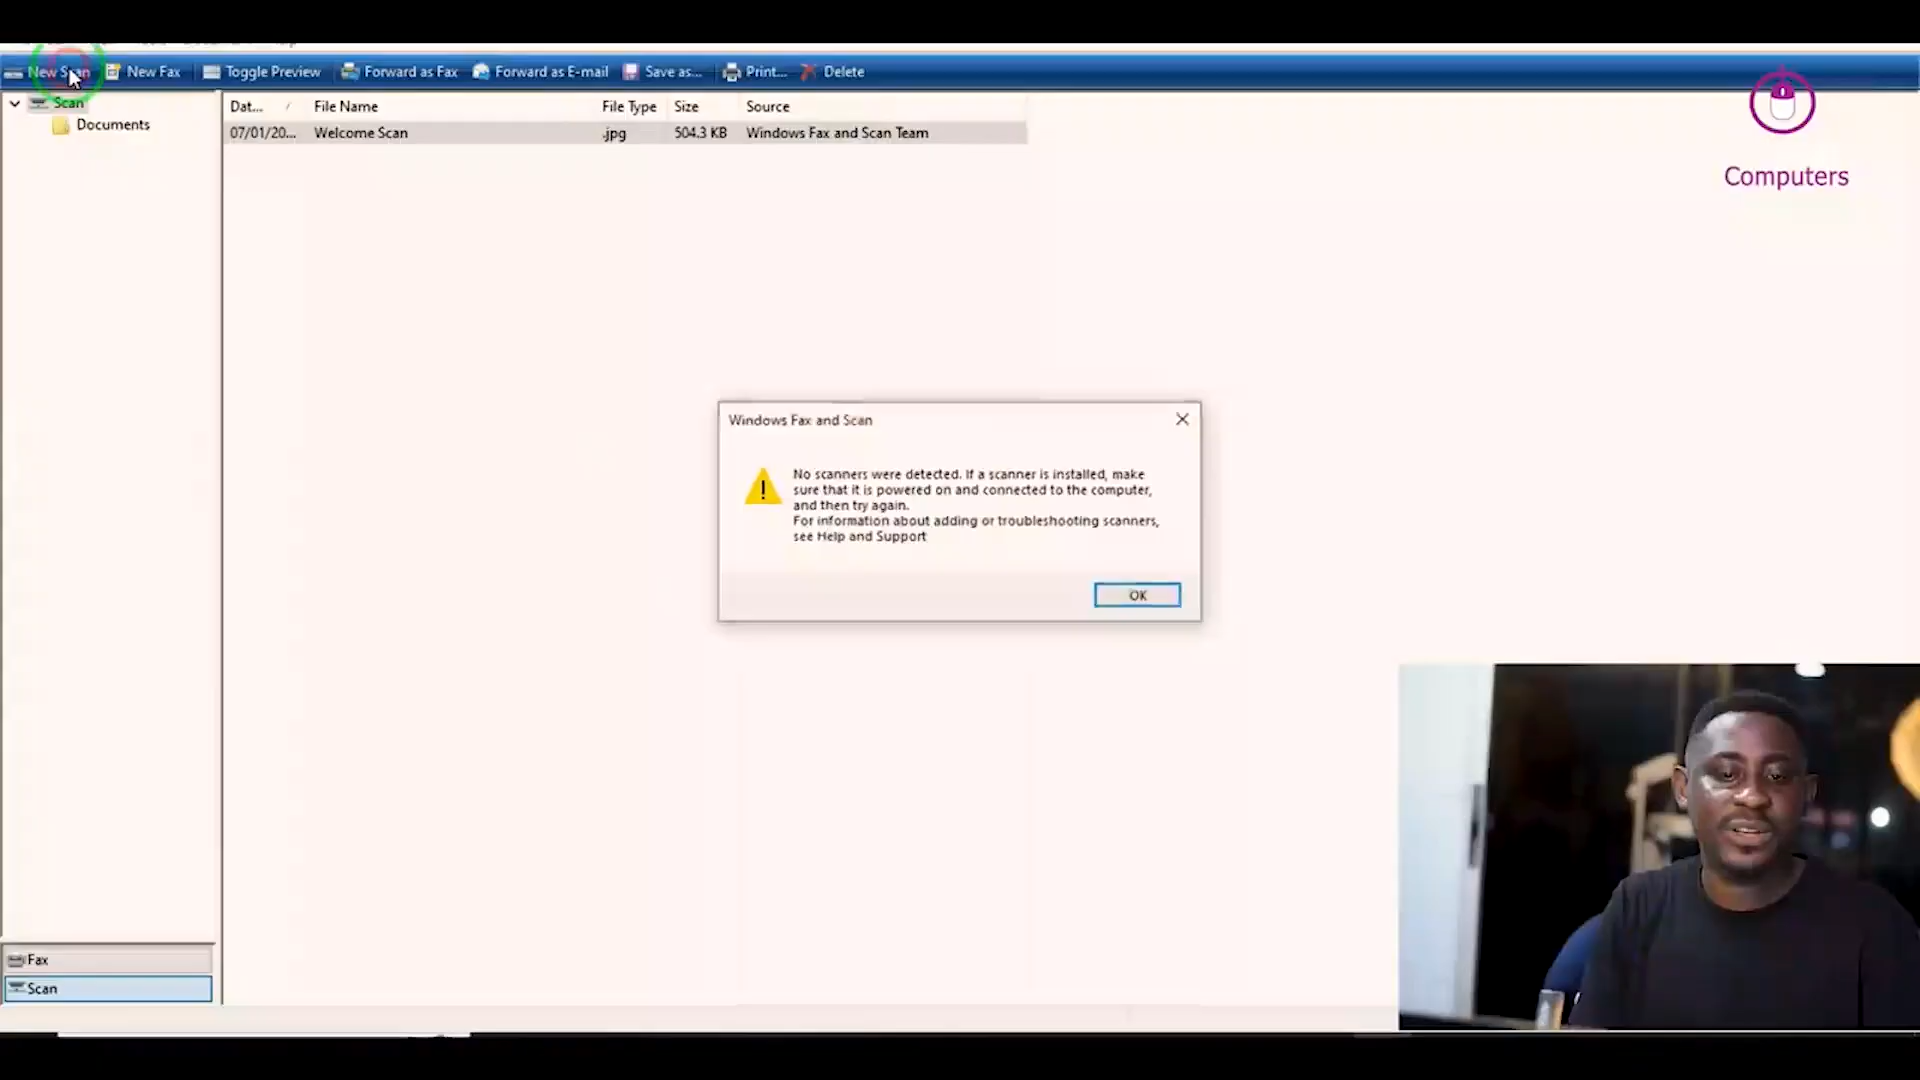 New Scan New Fax Toggle Preview Forward as Fax Forward as E-mail Save as... Print... Delete
Scan
Documents
Dat... File Name File Type Size Source
07/01/20... Welcome Scan .jpg 504.3 KB Windows Fax and Scan Team
Computers
Windows Fax and Scan
No scanners were detected. If a scanner is installed, make
sure that it is powered on and connected to the computer,
and then try again.
For information about adding or troubleshooting scanners,
see Help and Support
OK
Fax
Scan